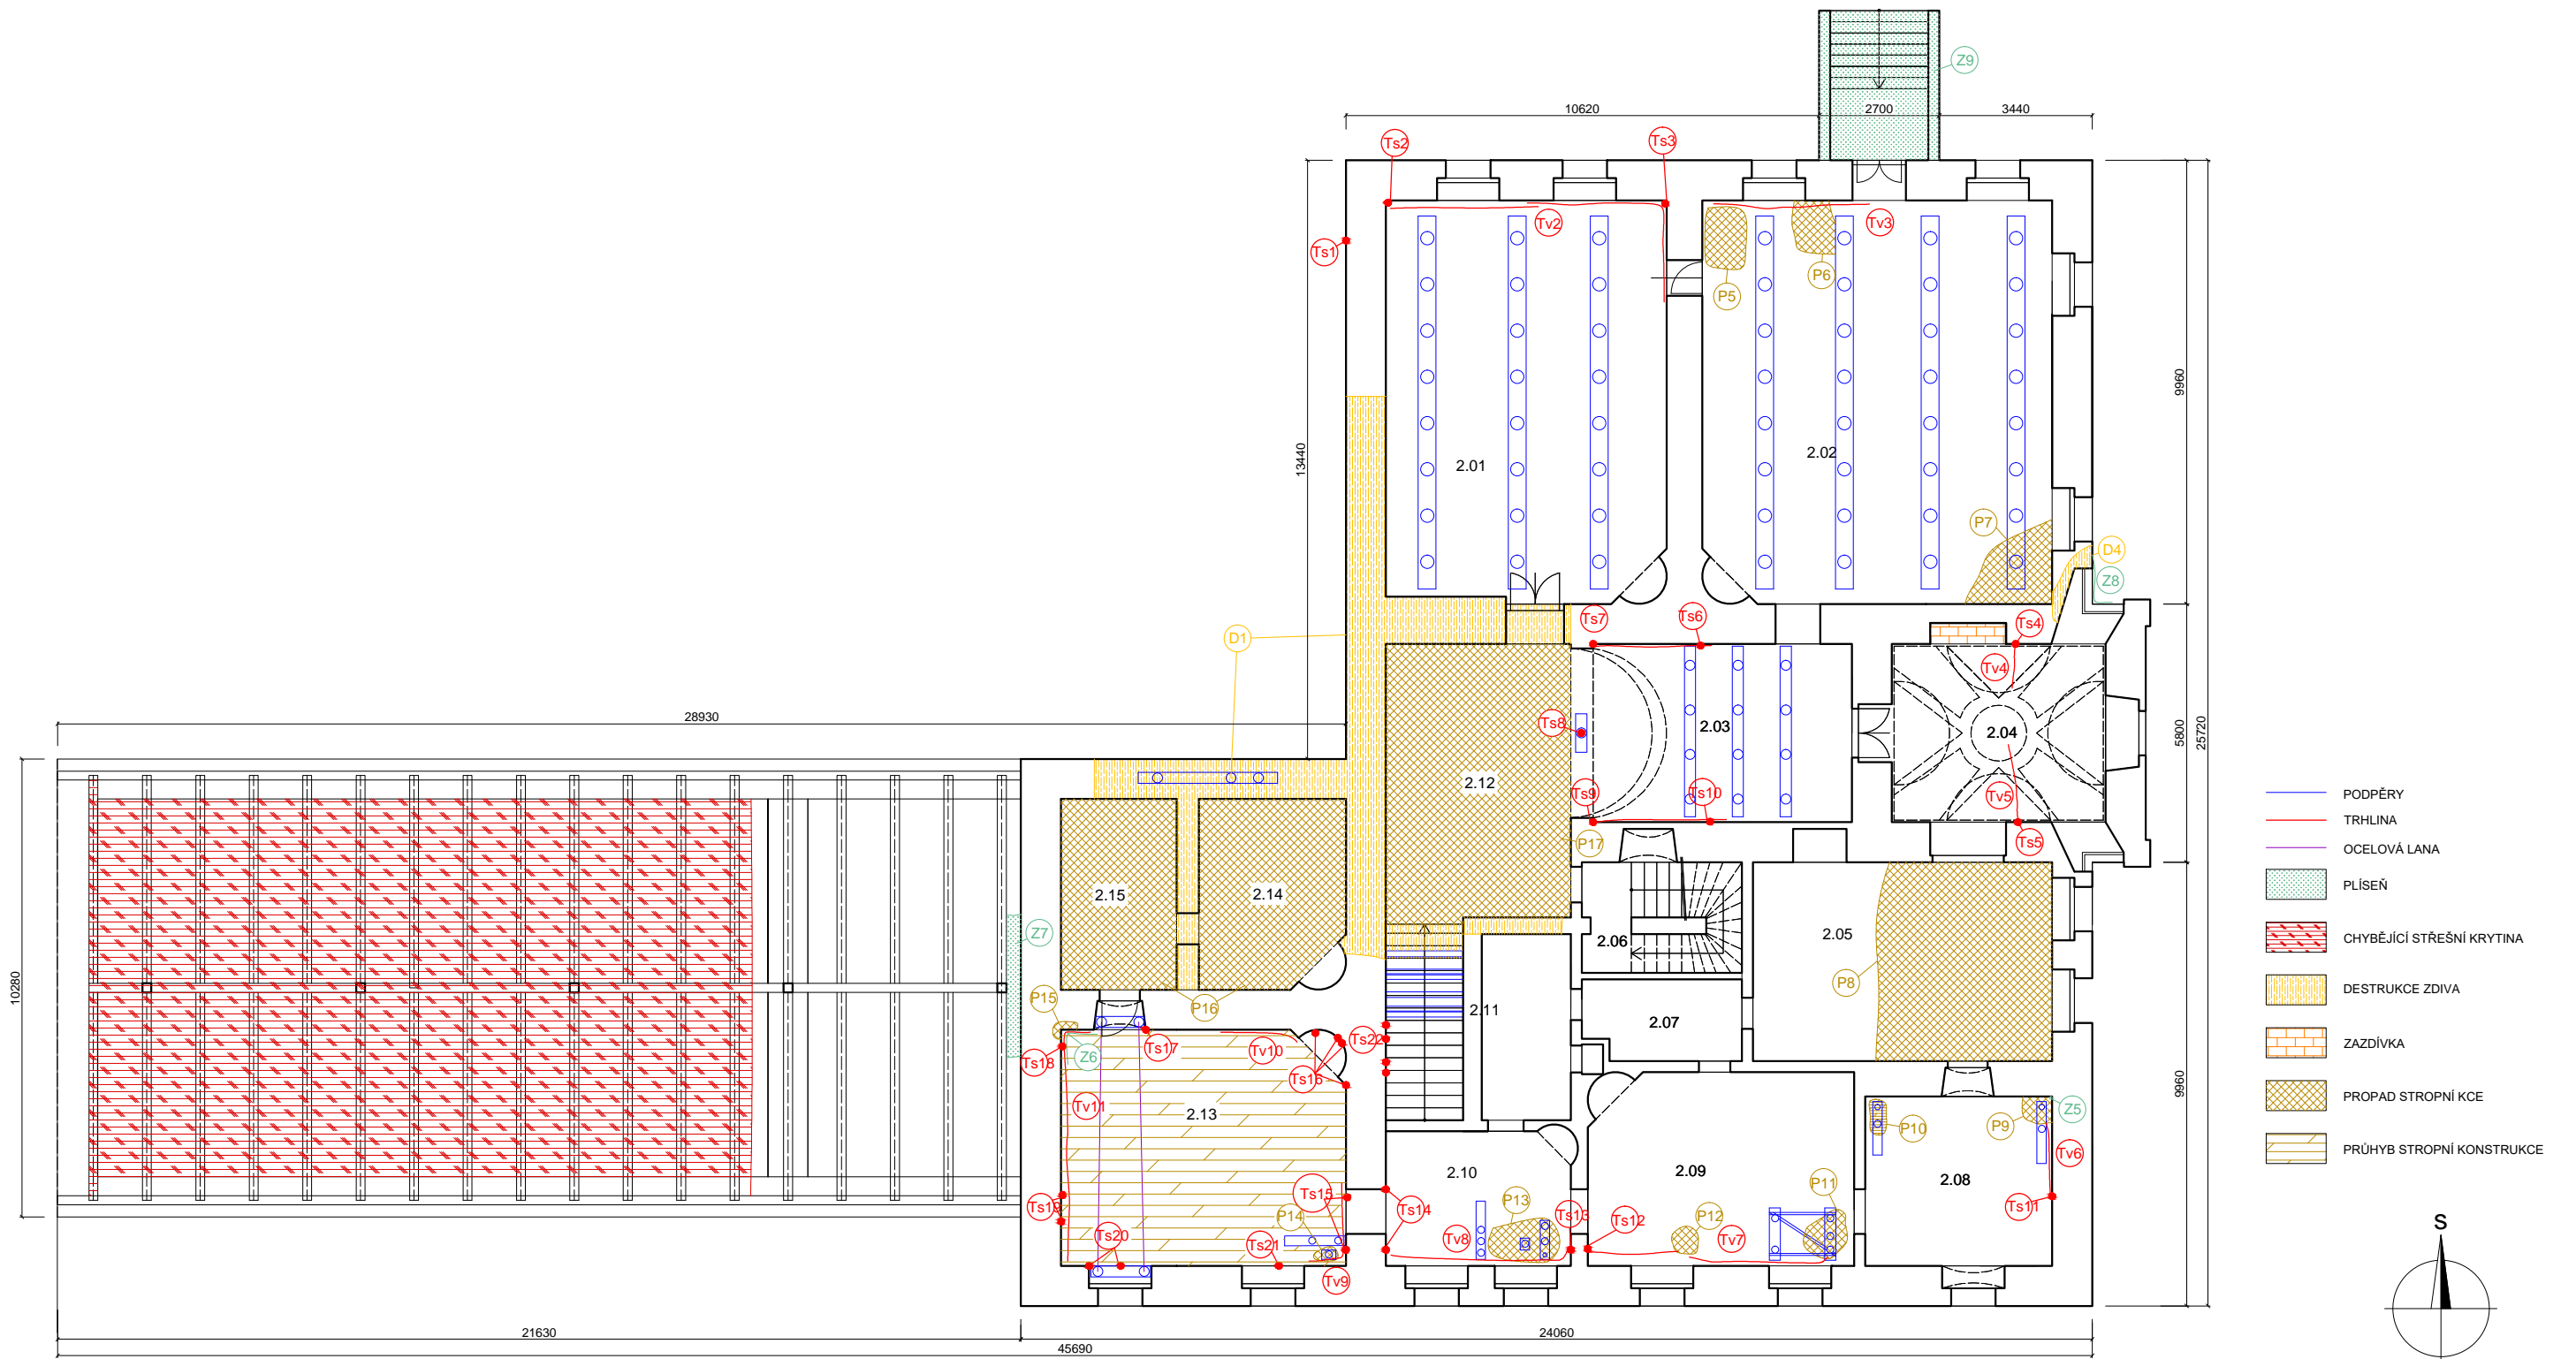 Z9
10620
2700
3440
Ts2
Ts3
Ts1
Tv2
Tv3
P5
P6
13440
9960
2.01
2.02
P7
D4
Z8
D1
Ts7
Ts6
Ts4
Tv4
28930
Ts8
2.03
2.04
5800
25720
2.12
Ts9
Ts10
Tv5
P17
Ts5
PODPĚRY
TRHLINA
OCELOVÁ LANA
PLÍSEŇ
CHYBĚJÍCÍ STŘEŠNÍ KRYTINA
DESTRUKCE ZDIVA
ZAZDÍVKA
PROPAD STROPNÍ KCE
PRŮHYB STROPNÍ KONSTRUKCE
2.15
2.14
Z7
2.06
2.05
P8
10280
P15
P16
2.11
2.07
Z6
Ts18
Ts17
Tv10
Ts22
Ts16
Tv11
2.13
9960
P10
P9
Z5
Tv6
2.10
2.09
2.08
Ts19
Ts15
Ts14
P13
Ts13
Ts12
P11
Ts11
P14
P12
Tv7
Tv8
Ts20
Ts21
Tv9
S
21630
24060
45690